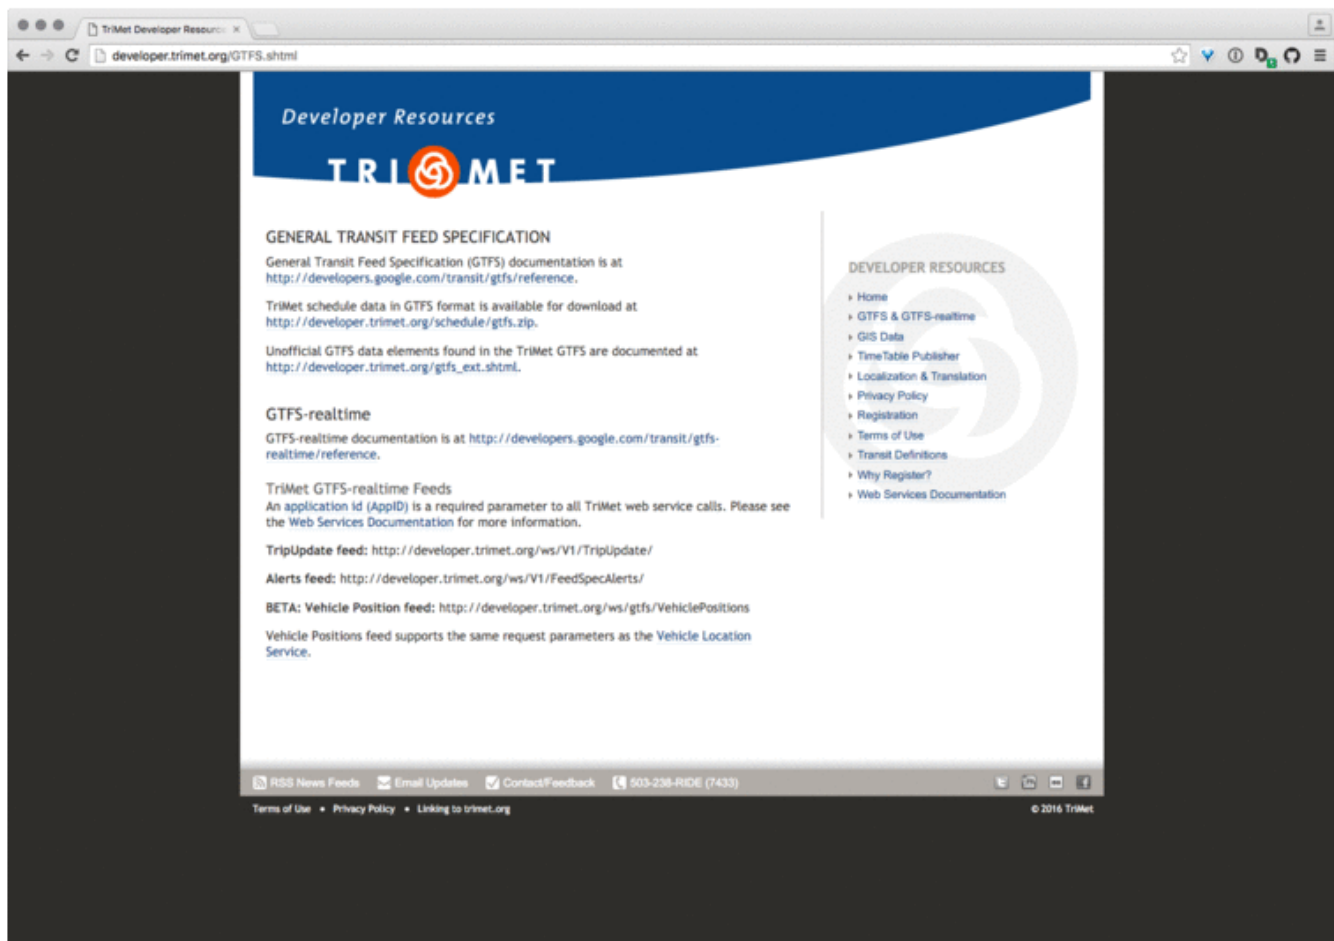 TriMet Developer Resourc
developer.trimet.org/GTFS.shtml
Developer Resources
TRIMET
GENERAL TRANSIT FEED SPECIFICATION
General Transit Feed Specification (GTFS) documentation is at
http://developers.google.com/transit/gtfs/reference.
TriMet schedule data in GTFS format is available for download at
http://developer.trimet.org/schedule/gtfs.zip.
Unofficial GTFS data elements found in the TriMet GTFS are documented at
http://developer.trimet.org/gtfs_ext.shtml.
GTFS-realtime
GTFS-realtime documentation is at http://developers.google.com/transit/gtfs-
realtime/reference.
TriMet GTFS-realtime Feeds
An application id (AppID) is a required parameter to all TriMet web service calls. Please see
the Web Services Documentation for more information.
TripUpdate feed: http://developer.trimet.org/ws/V1/TripUpdate/
Alerts feed: http://developer.trimet.org/ws/V1/FeedSpecAlerts/
BETA: Vehicle Position feed: http://developer.trimet.org/ws/gtfs/VehiclePositions
Vehicle Positions feed supports the same request parameters as the Vehicle Location
Service.
DEVELOPER RESOURCES
Home
GTFS & GTFS-realtime
GIS Data
TimeTable Publisher
Localization & Translation
Privacy Policy
Registration
Terms of Use
Transit Definitions
Why Register?
Web Services Documentation
RSS News Feeds Email Updates Contact/Feedback 503-238-RIDE (7433)
Terms of Use • Privacy Policy • Linking to trimet.org © 2016 TriMet